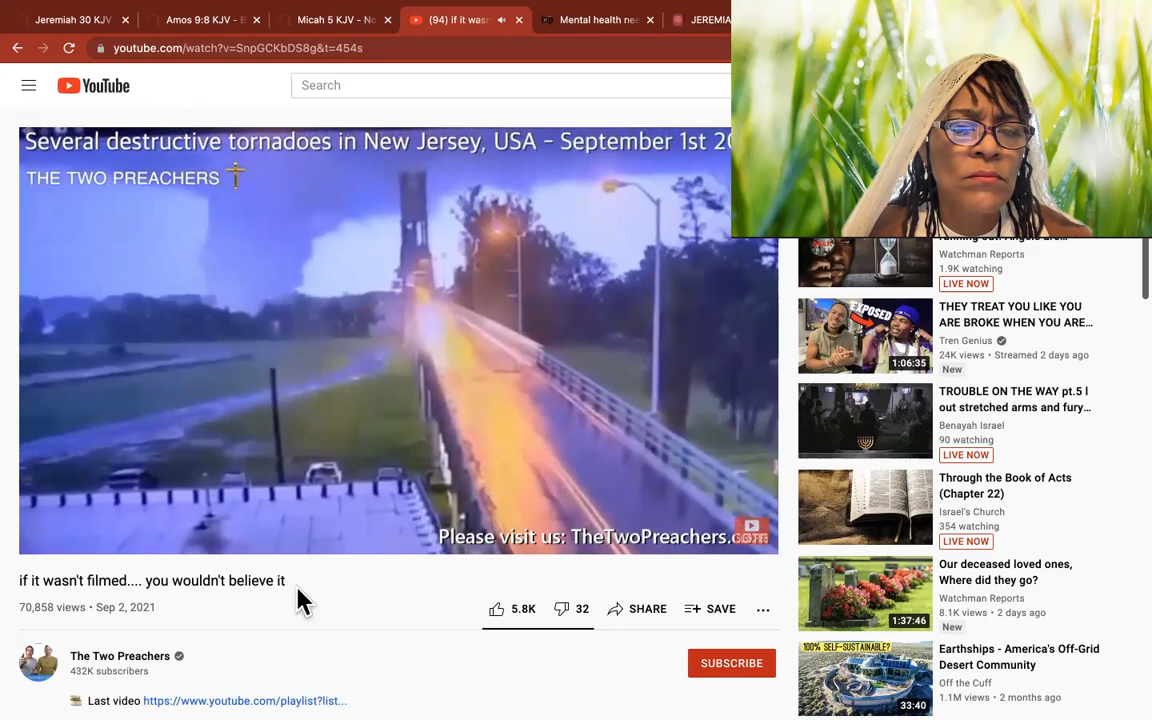 Jeremiah 30 KJV
Amos 9:8 KJV - B
Micah 5 KJV - No
(94) if it wasn
Mental health ne
JEREMIA
youtube.com/watch?v=SnpGCKbDS8g&t=454s
YouTube
Search
Several destructive tornadoes in New Jersey, USA - September 1st 20
THE TWO PREACHERS
Please visit us: TheTwoPreachers.c
SUBSCRIBE
if it wasn't filmed.... you wouldn't believe it
70,858 views • Sep 2, 2021
5.8K
32
SHARE
SAVE
The Two Preachers
432K subscribers
SUBSCRIBE
Last video https://www.youtube.com/playlist?list...
Watchman Reports
1.9K watching
LIVE NOW
EXPOSED
1:06:35
THEY TREAT YOU LIKE YOU
ARE BROKE WHEN YOU ARE...
Tren Genius
24K views • Streamed 2 days ago
New
TROUBLE ON THE WAY pt.5 I
out stretched arms and fury...
Benayah Israel
90 watching
LIVE NOW
Through the Book of Acts
(Chapter 22)
Israel's Church
354 watching
LIVE NOW
1:37:46
Our deceased loved ones,
Where did they go?
Watchman Reports
8.1K views • 2 days ago
New
100% SELF-SUSTAINABLE?
33:40
Earthships - America's Off-Grid
Desert Community
Off the Cuff
1.1M views • 2 months ago